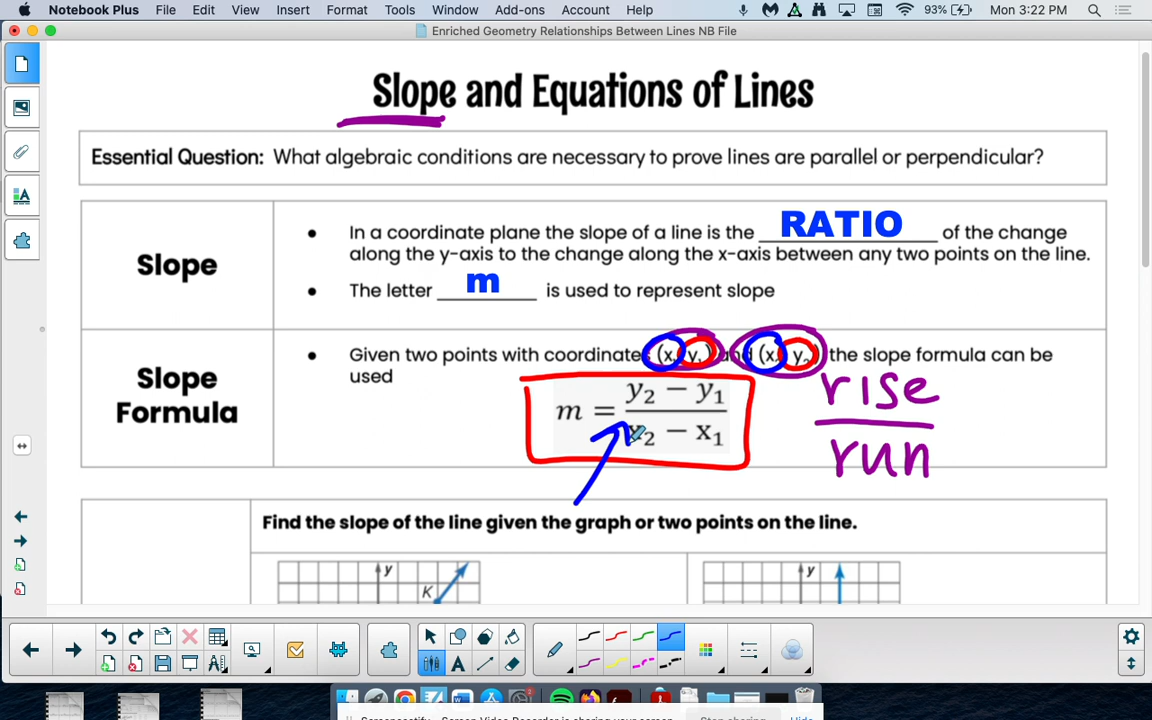 Notebook Plus File Edit View Insert Format Tools Window Add-ons Account Help 93% Mon 3:22 PM
Enriched Geometry Relationships Between Lines NB File
Slope and Equations of Lines
Essential Question: What algebraic conditions are necessary to prove lines are parallel or perpendicular?
Slope
• In a coordinate plane the slope of a line is the RATIO of the change
along the y-axis to the change along the x-axis between any two points on the line.
• The letter m is used to represent slope
Slope
Formula
• Given two points with coordinates (x, y₁) and (x, y₂) the slope formula can be
used
m = y₂ − y₁ / x₂ − x₁
rise
run
Find the slope of the line given the graph or two points on the line.
y
K
y
A
Hide